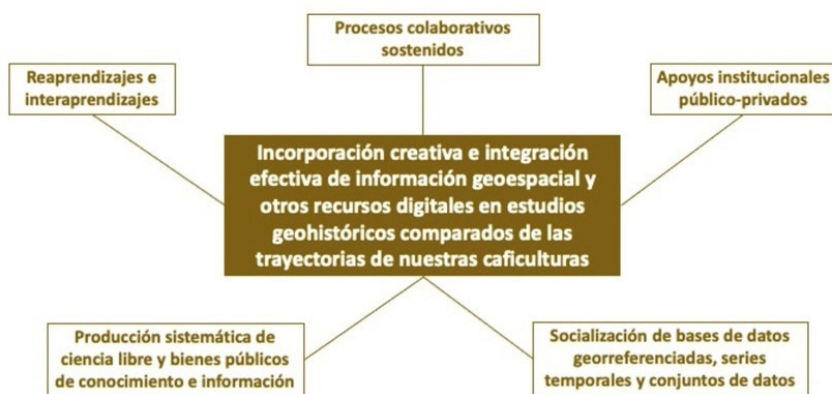 Procesos colaborativos
sostenidos
Reaprendizajes e
interaprendizajes
Apoyos institucionales
público-privados
Incorporación creativa e integración
efectiva de información geoespacial y
otros recursos digitales en estudios
geohistóricos comparados de las
trayectorias de nuestras caficulturas
Producción sistemática de
ciencia libre y bienes públicos
de conocimiento e información
Socialización de bases de datos
georreferenciadas, series
temporales y conjuntos de datos